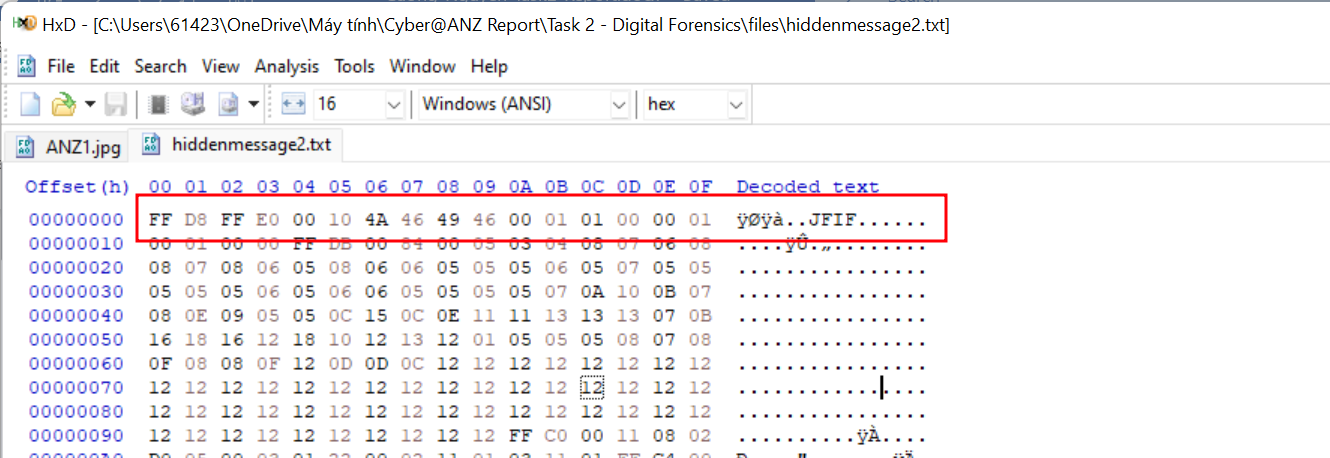 HxD - [C:\Users\61423\OneDrive\Máy tính\Cyber@ANZ Report\Task 2 - Digital Forensics\files\hiddenmessage2.txt]
File Edit Search View Analysis Tools Window Help
16 Windows (ANSI) hex
ANZ1.jpg hiddenmessage2.txt
Offset(h) 00 01 02 03 04 05 06 07 08 09 0A 0B 0C 0D 0E 0F Decoded text
00000000 FF D8 FF E0 00 10 4A 46 49 46 00 01 01 00 00 01 ÿØÿà..JFIF......
00000010 00 01 00 00 FF DB 00 84 00 05 03 04 08 07 06 08 ....ÿÛ.„........
00000020 08 07 08 06 05 08 06 06 05 05 05 06 05 07 05 05 ................
00000030 05 05 05 06 05 06 06 05 05 05 05 07 0A 10 0B 07 ................
00000040 08 0E 09 05 05 0C 15 0C 0E 11 11 13 13 13 07 0B ................
00000050 16 18 16 12 18 10 12 13 12 01 05 05 05 08 07 08 ................
00000060 0F 08 08 0F 12 0D 0D 0C 12 12 12 12 12 12 12 12 ................
00000070 12 12 12 12 12 12 12 12 12 12 12 12 12 12 12 12 ................
00000080 12 12 12 12 12 12 12 12 12 12 12 12 12 12 12 12 ................
00000090 12 12 12 12 12 12 12 12 12 12 FF C0 00 11 08 02 ..........ÿÀ....